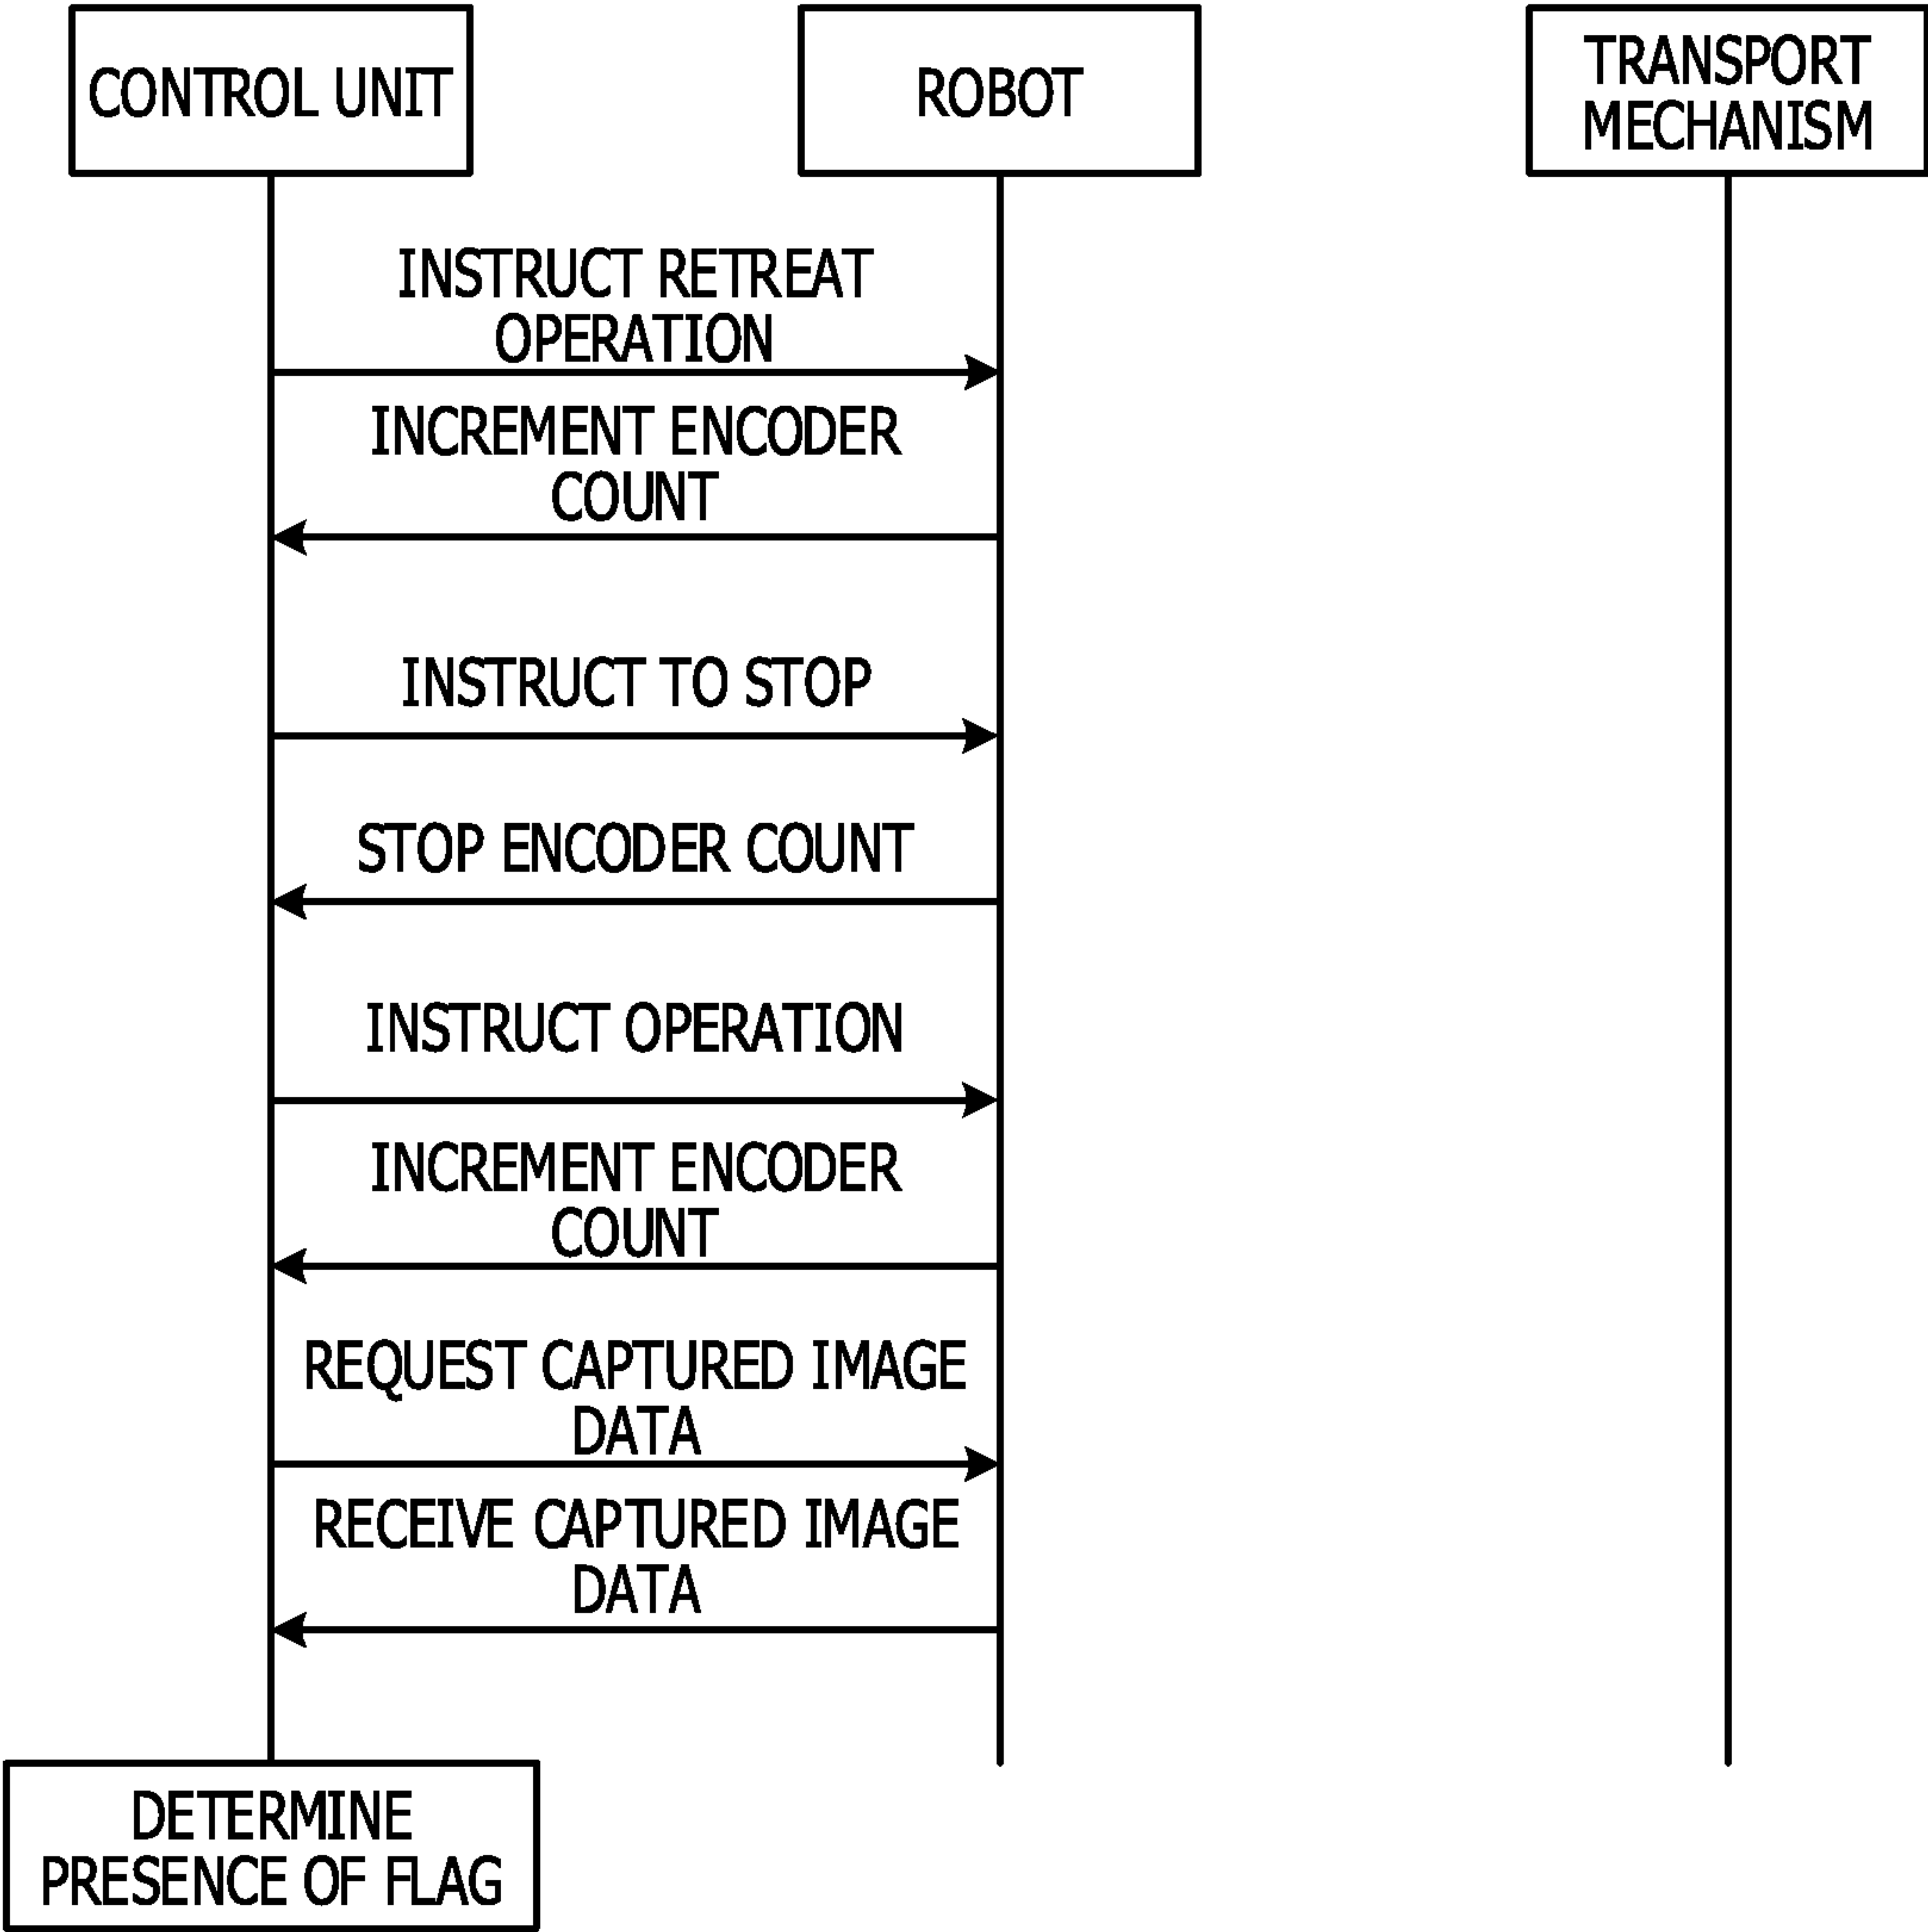 CONTROL UNIT
ROBOT
TRANSPORT
MECHANISM
INSTRUCT RETREAT
OPERATION
INCREMENT ENCODER
COUNT
INSTRUCT TO STOP
STOP ENCODER COUNT
INSTRUCT OPERATION
INCREMENT ENCODER
COUNT
REQUEST CAPTURED IMAGE
DATA
RECEIVE CAPTURED IMAGE
DATA
DETERMINE
PRESENCE OF FLAG